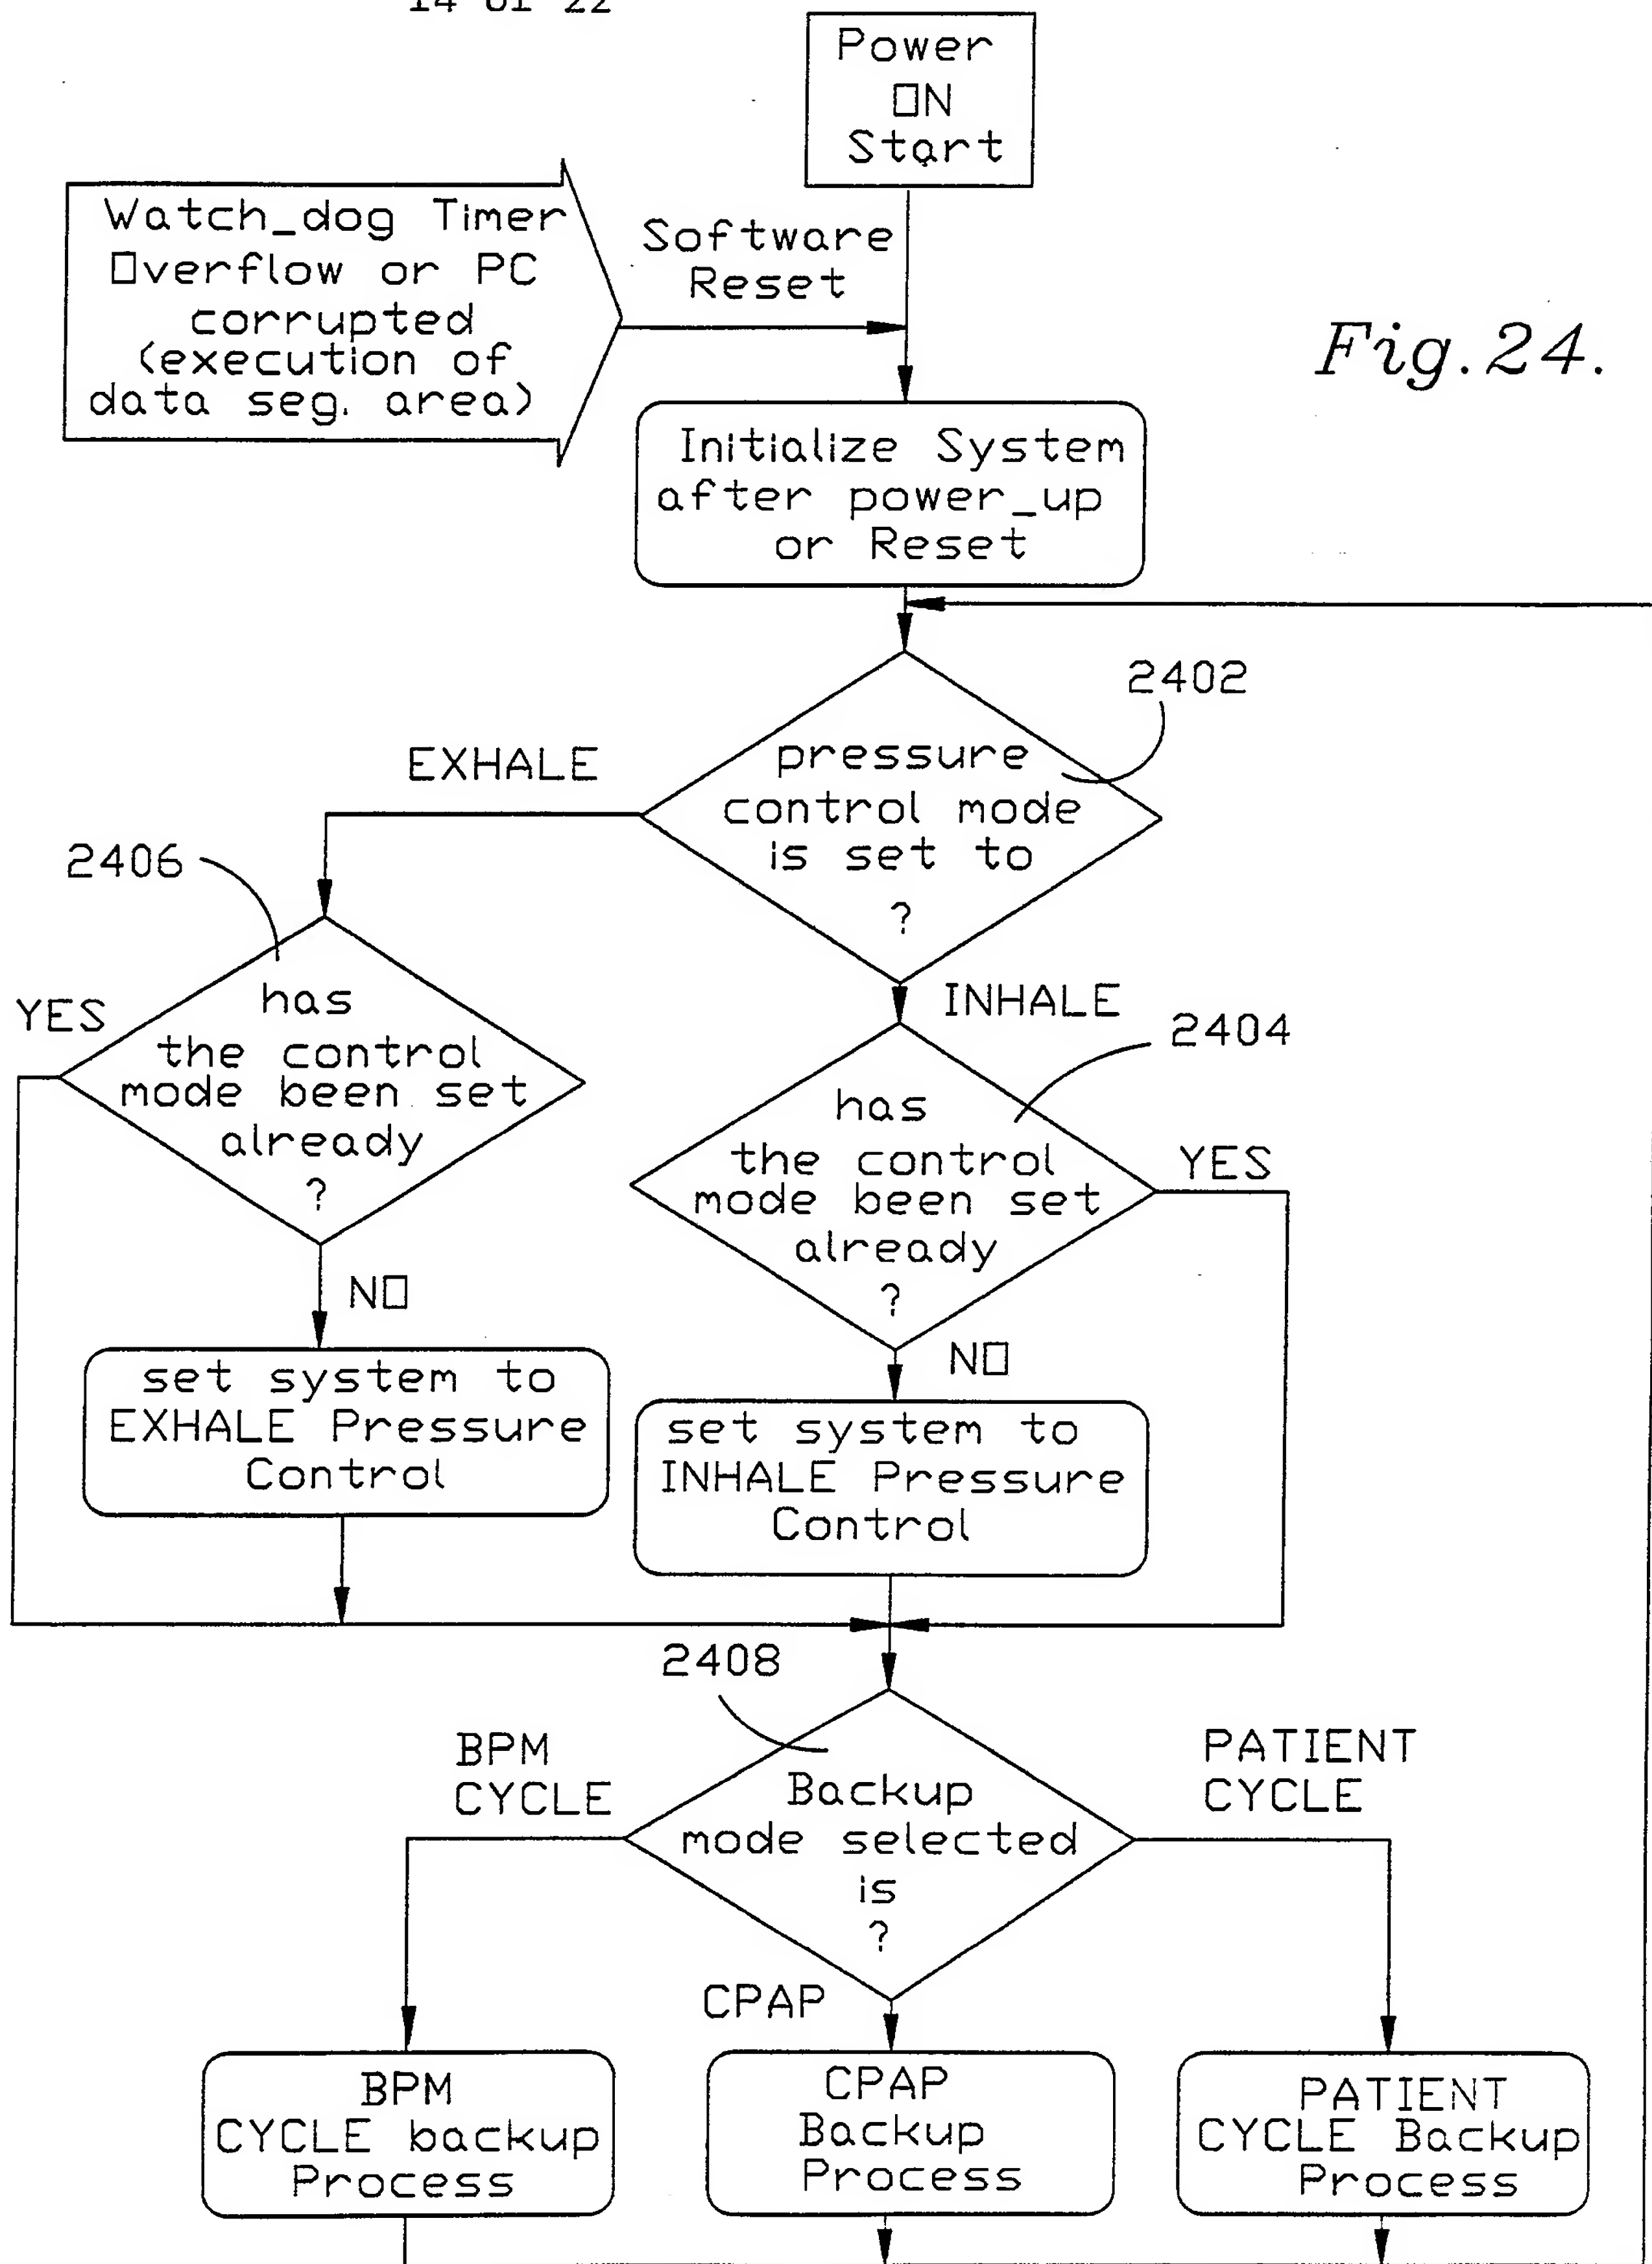 14 of 22
Power
ON
Start
Watch_dog Timer
Overflow or PC
corrupted
(execution of
data seg. area)
Software
Reset
Fig. 24.
Initialize System
after power_up
or Reset
2402
EXHALE
pressure
control mode
is set to
?
2406
INHALE
YES
has
the control
mode been set
already
?
2404
has
the control
mode been set
already
?
YES
NO
NO
set system to
EXHALE Pressure
Control
set system to
INHALE Pressure
Control
2408
BPM
CYCLE
Backup
mode selected
is
?
PATIENT
CYCLE
CPAP
BPM
CYCLE backup
Process
CPAP
Backup
Process
PATIENT
CYCLE Backup
Process